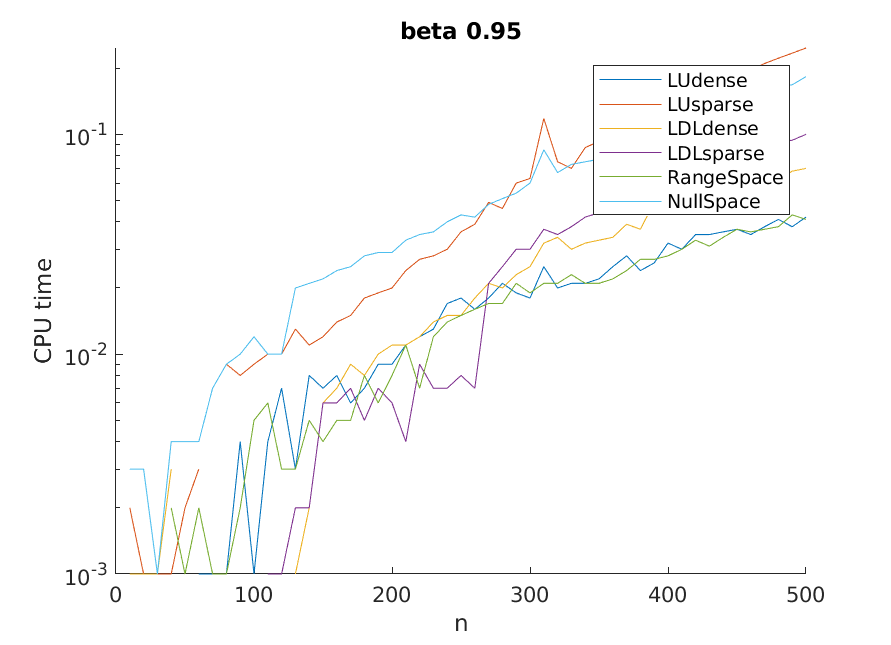 beta 0.95
LUdense
LUsparse
LDLdense
LDLsparse
RangeSpace
NullSpace
CPU time
10-1
10-2
10-3
0 100 200 300 400 500
n